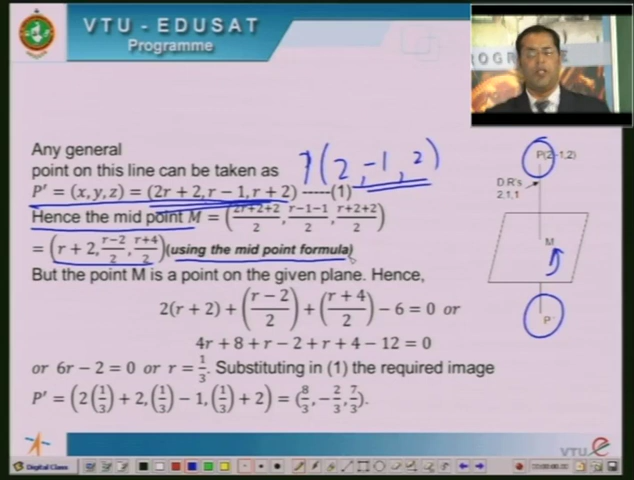 VTU - EDUSAT
Programme
Any general
point on this line can be taken as
P' = (x, y, z) = (2r + 2, r − 1, r + 2) -----(1)
P(2, -1, 2)
Hence the mid point M = ((2r+2+2)/2, (r−1−1)/2, (r+2+2)/2)
= (r + 2, (r−2)/2, (r+4)/2)(using the mid point formula)
But the point M is a point on the given plane. Hence,
2(r + 2) + ((r − 2)/2) + ((r + 4)/2) − 6 = 0 or
4r + 8 + r − 2 + r + 4 − 12 = 0
or 6r − 2 = 0 or r = 1/3. Substituting in (1) the required image
P' = (2(1/3) + 2, (1/3) − 1, (1/3) + 2) = (8/3, −2/3, 7/3).
P(2,-1,2)
D R's
2,1,1
M
P'
Digital Class
VTU e